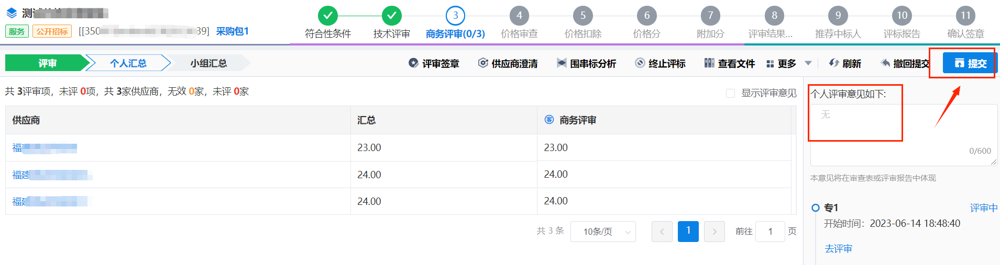 测试
服务 公开招标 [[350 39] 采购包1
3 4 5 6 7 8 9 10 11
符合性条件 技术评审 商务评审(0/3) 价格审查 价格扣除 价格分 附加分 评审结果... 推荐中标人 评标报告 确认签章
评审 个人汇总 小组汇总
评审签章 供应商澄清 围串标分析 终止评标 查看文件 更多 刷新 撤回提交 提交
共 3评审项，未评 0项，共 3家供应商，无效 0家，未评 0家
显示评审意见
供应商 汇总 客 商务评审
福 23.00 23.00
福建 24.00 24.00
福建 24.00 24.00
共 3 条 10条/页 1 前往 1 页
个人评审意见如下:
无
0/600
本意见将在审查表或评审报告中体现
专1 评审中
开始时间：2023-06-14 18:48:40
去评审